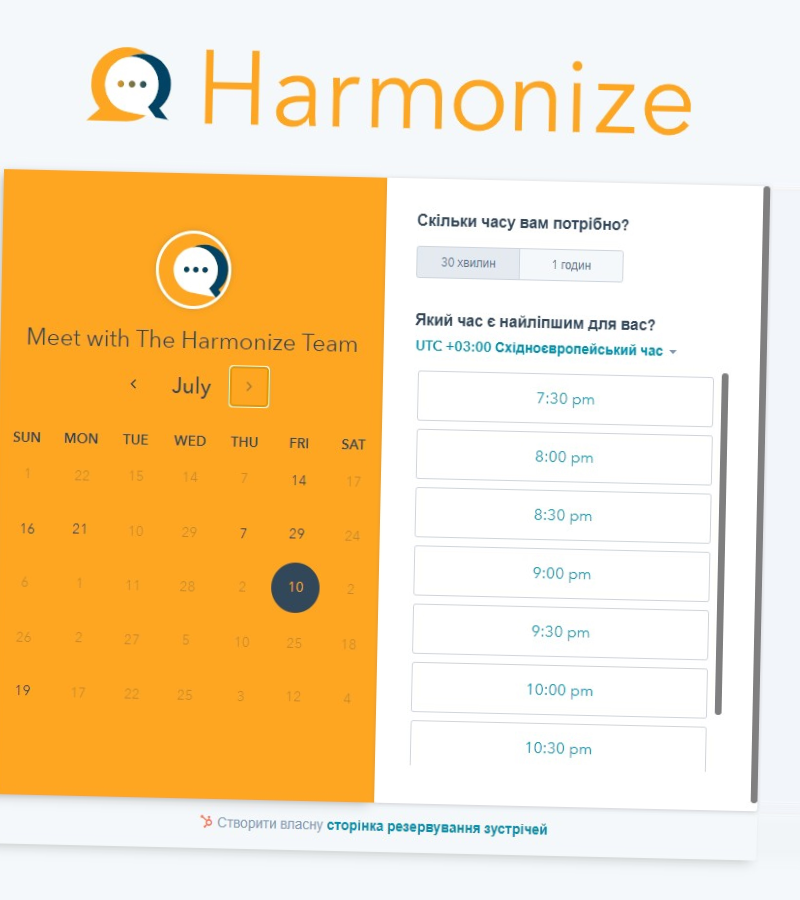 Harmonize
Meet with The Harmonize Team
July
SUN MON TUE WED THU FRI SAT
1 22 15 14 7 14 17
16 21 10 29 7 29 24
6 1 11 28 2 10 2
26 2 27 5 10 25 18
19 17 22 25 3 12 4
Скільки часу вам потрібно?
30 хвилин 1 годин
Який час є найліпшим для вас?
UTC +03:00 Східноєвропейський час
7:30 pm
8:00 pm
8:30 pm
9:00 pm
9:30 pm
10:00 pm
10:30 pm
Створити власну сторінка резервування зустрічей